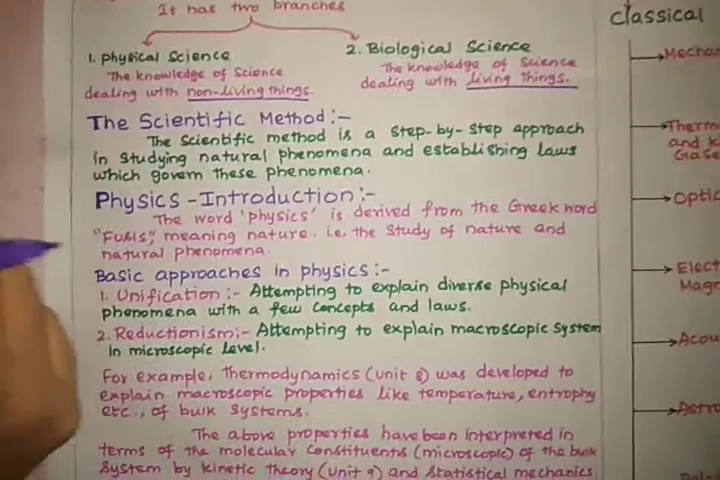 It has two branches
1. Physical Science
The knowledge of Science
dealing with non-living things.
2. Biological Science
The knowledge of Science
dealing with living things.
The Scientific Method:-
The Scientific method is a step-by-step approach
in studying natural phenomena and establishing laws
which govern these phenomena.
Physics - Introduction:-
The word 'physics' is derived from the Greek word
"Fusis", meaning nature. i.e, the study of nature and
natural phenomena.
Basic approaches in physics:-
1. Unification:- Attempting to explain diverse physical
phenomena with a few concepts and laws.
2. Reductionism:- Attempting to explain macroscopic system
in microscopic level.
For example, thermodynamics (unit 8) was developed to
explain macroscopic properties like temperature, entrophy
etc., of bulk systems.
The above properties have been interpreted in
terms of the molecular constituents (microscopic) of the bulk
system by kinetic theory (unit 9) and statistical mechanics
classical
Mechan
Therm
and K
Gase
Optic
Elect
Magn
Acou
Astro